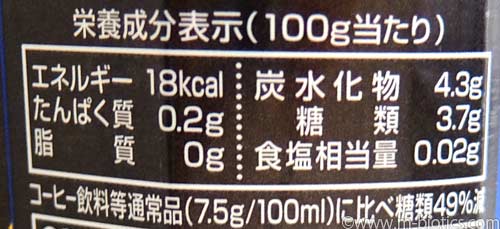 栄養成分表示(100g当たり)
エネルギー 18kcal
たんぱく質 0.2g
脂質 0g
炭水化物 4.3g
糖類 3.7g
食塩相当量 0.02g
コーヒー飲料等通常品(7.5g/100ml)に比べ糖類49%減
www.m-biotics.com